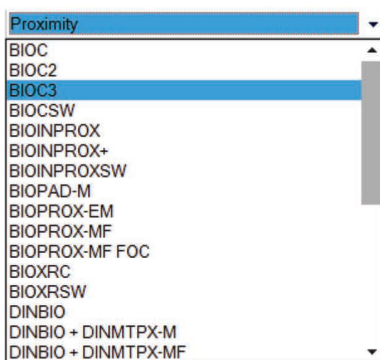 Proximity
BIOC
BIOC2
BIOC3
BIOCSW
BIOINPROX
BIOINPROX+
BIOINPROXSW
BIOPAD-M
BIOPROX-EM
BIOPROX-MF
BIOPROX-MF FOC
BIOXRC
BIOXRSW
DINBIO
DINBIO + DINMTPX-M
DINBIO + DINMTPX-MF